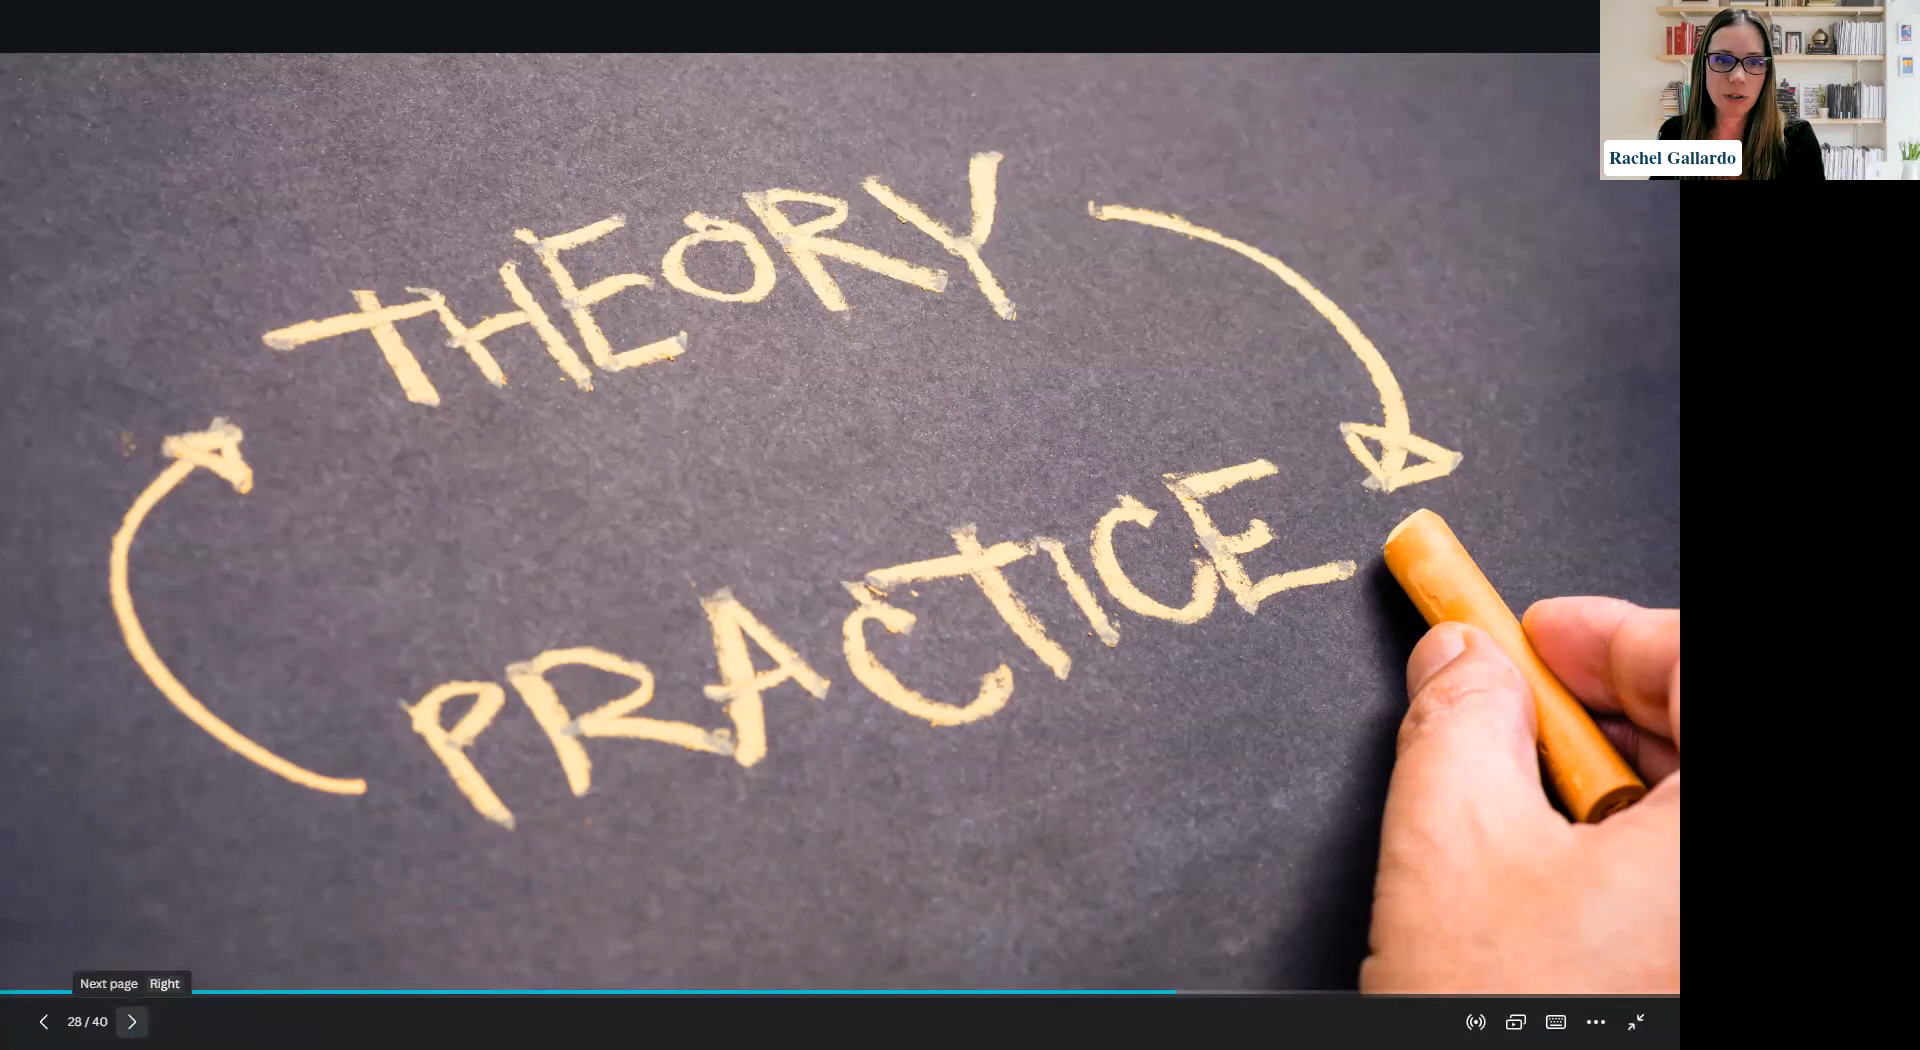 Rachel Gallardo
THEORY
PRACTICE
Next page Right
28 / 40